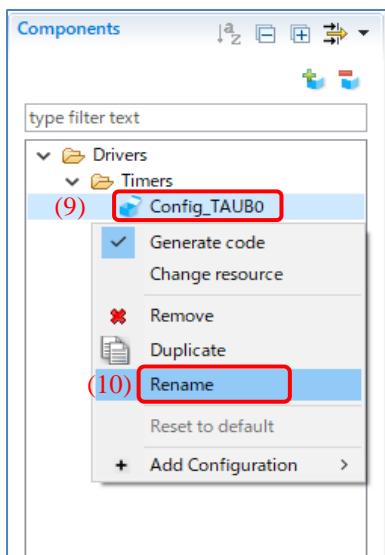 Components
type filter text
Drivers
Timers
(9) Config_TAUB0
Generate code
Change resource
Remove
Duplicate
(10) Rename
Reset to default
Add Configuration